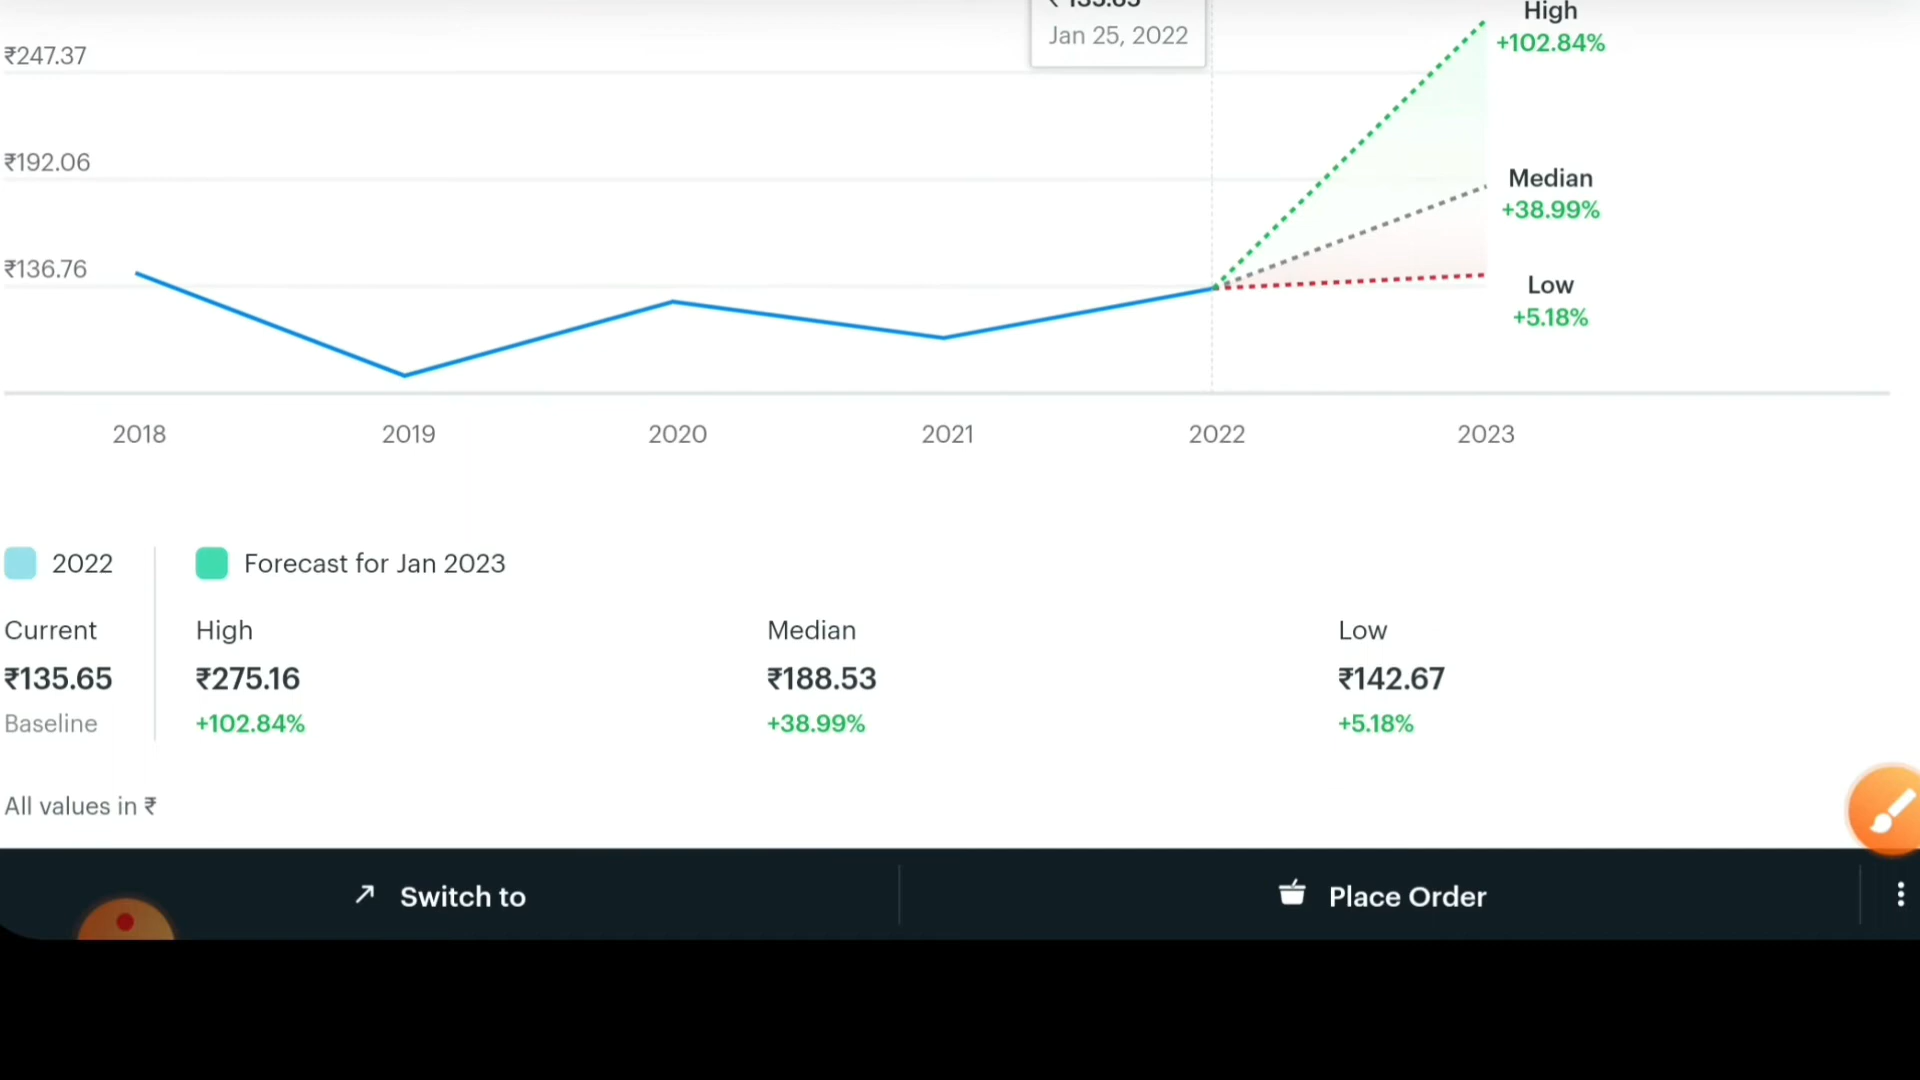 High
+102.84%
Jan 25, 2022
₹247.37
₹192.06
Median
+38.99%
₹136.76
Low
+5.18%
2018 2019 2020 2021 2022 2023
2022 Forecast for Jan 2023
Current High Median Low
₹135.65 ₹275.16 ₹188.53 ₹142.67
Baseline +102.84% +38.99% +5.18%
All values in ₹
Switch to Place Order